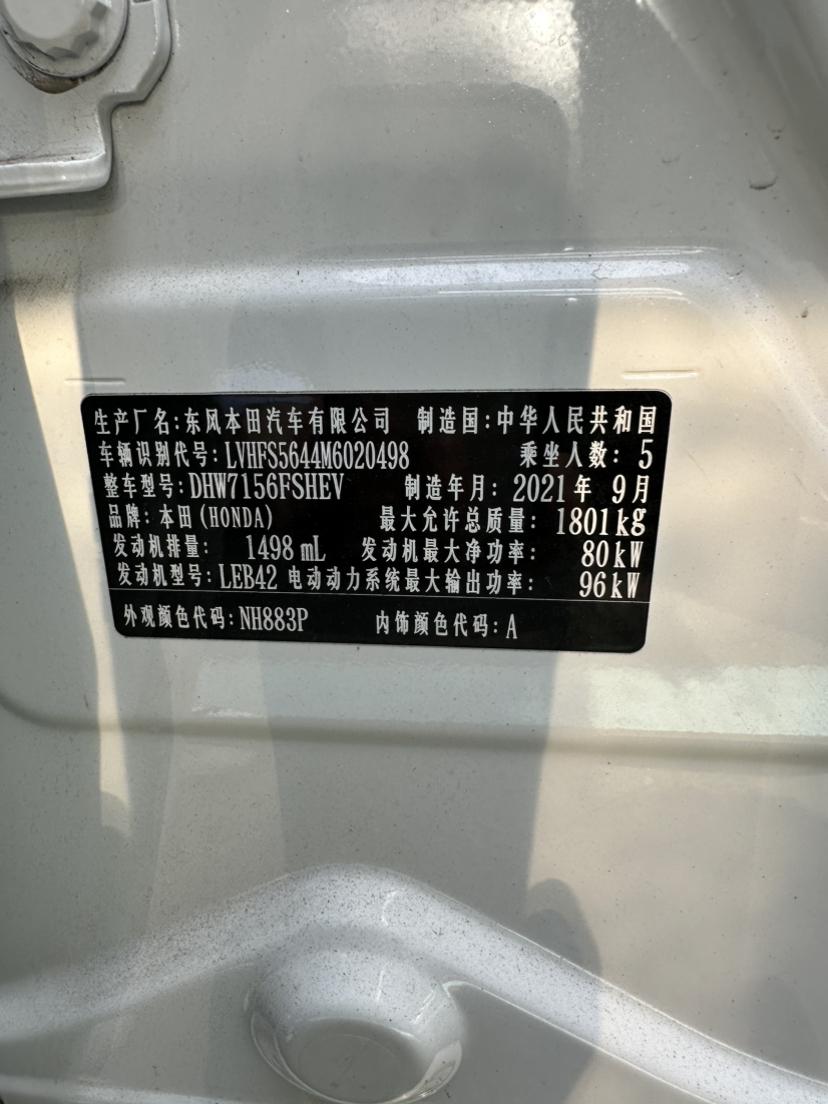 生产厂名:东风本田汽车有限公司 制造国:中华人民共和国
车辆识别代号:LVHFS5644M6020498 乘坐人数: 5
整车型号:DHW7156FSHEV 制造年月: 2021年 9月
品牌: 本田(HONDA) 最大允许总质量: 1801kg
发动机排量: 1498mL 发动机最大净功率: 80kW
发动机型号: LEB42 电动动力系统最大输出功率: 96kW
外观颜色代码: NH883P 内饰颜色代码: A